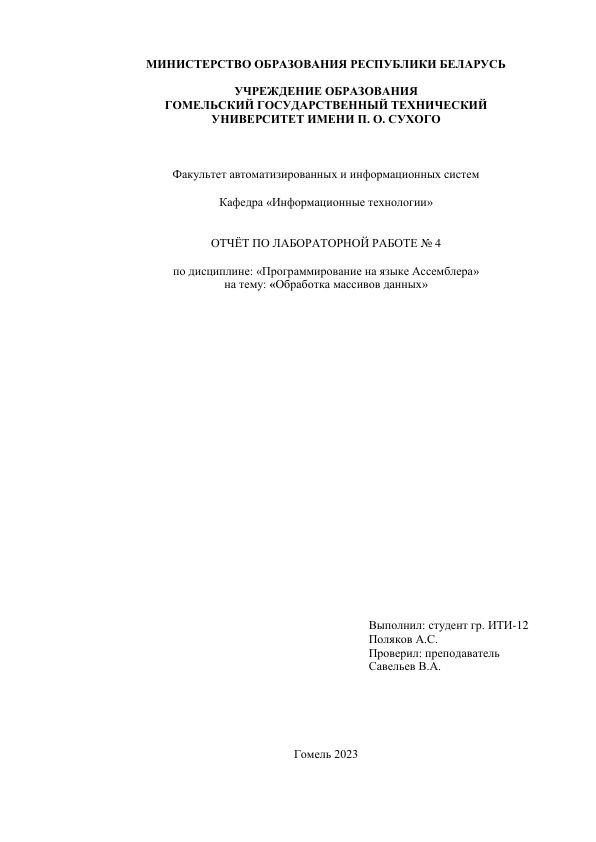 МИНИСТЕРСТВО ОБРАЗОВАНИЯ РЕСПУБЛИКИ БЕЛАРУСЬ
УЧРЕЖДЕНИЕ ОБРАЗОВАНИЯ
ГОМЕЛЬСКИЙ ГОСУДАРСТВЕННЫЙ ТЕХНИЧЕСКИЙ
УНИВЕРСИТЕТ ИМЕНИ П. О. СУХОГО
Факультет автоматизированных и информационных систем
Кафедра «Информационные технологии»
ОТЧЁТ ПО ЛАБОРАТОРНОЙ РАБОТЕ № 4
по дисциплине: «Программирование на языке Ассемблера»
на тему: «Обработка массивов данных»
Выполнил: студент гр. ИТИ-12
Поляков А.С.
Проверил: преподаватель
Савельев В.А.
Гомель 2023